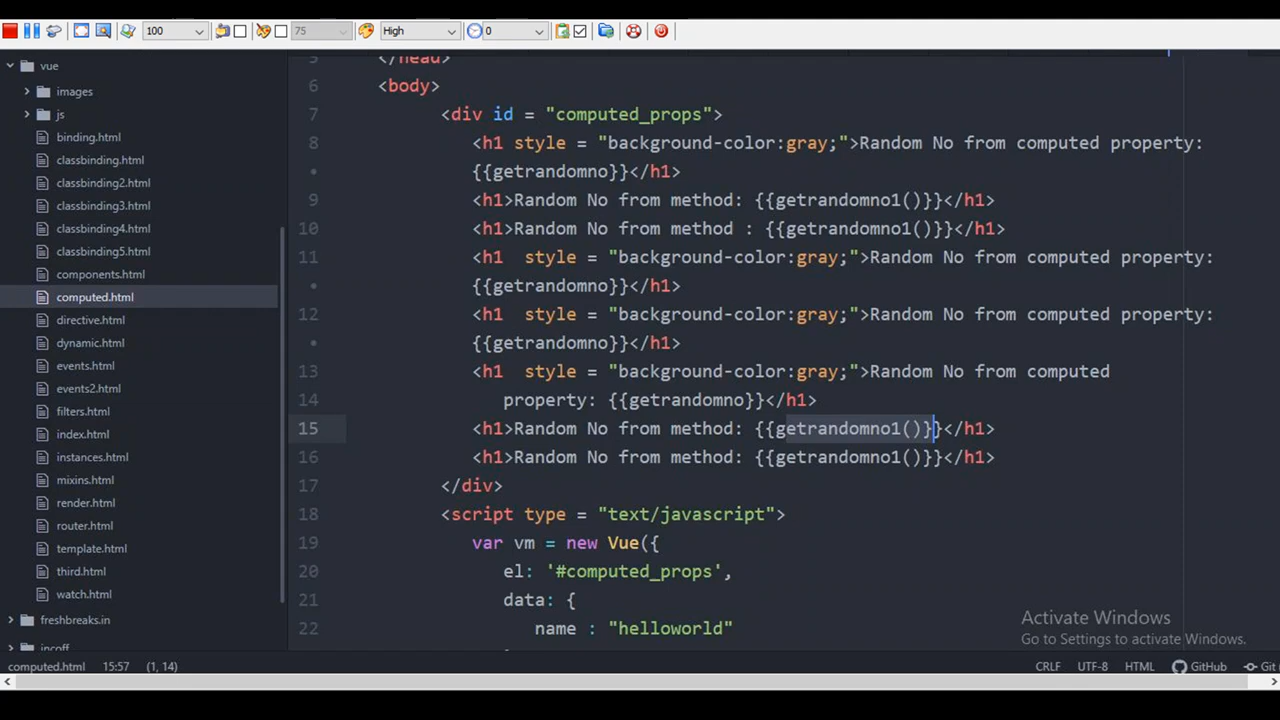 100
75
High
0
vue
images
js
binding.html
classbinding.html
classbinding2.html
classbinding3.html
classbinding4.html
classbinding5.html
components.html
computed.html
directive.html
dynamic.html
events.html
events2.html
filters.html
index.html
instances.html
mixins.html
render.html
router.html
template.html
third.html
watch.html
freshbreaks.in
incoff
5 </head>
6 <body>
7 <div id = "computed_props">
8 <h1 style = "background-color:gray;">Random No from computed property:
• {{getrandomno}}</h1>
9 <h1>Random No from method: {{getrandomno1()}}</h1>
10 <h1>Random No from method : {{getrandomno1()}}</h1>
11 <h1  style = "background-color:gray;">Random No from computed property:
• {{getrandomno}}</h1>
12 <h1  style = "background-color:gray;">Random No from computed property:
• {{getrandomno}}</h1>
13 <h1  style = "background-color:gray;">Random No from computed
14 property: {{getrandomno}}</h1>
15 <h1>Random No from method: {{getrandomno1()}}</h1>
16 <h1>Random No from method: {{getrandomno1()}}</h1>
17 </div>
18 <script type = "text/javascript">
19 var vm = new Vue({
20 el: '#computed_props',
21 data: {
22 name : "helloworld"
Activate Windows
Go to Settings to activate Windows.
computed.html 15:57 (1, 14) CRLF UTF-8 HTML GitHub Git